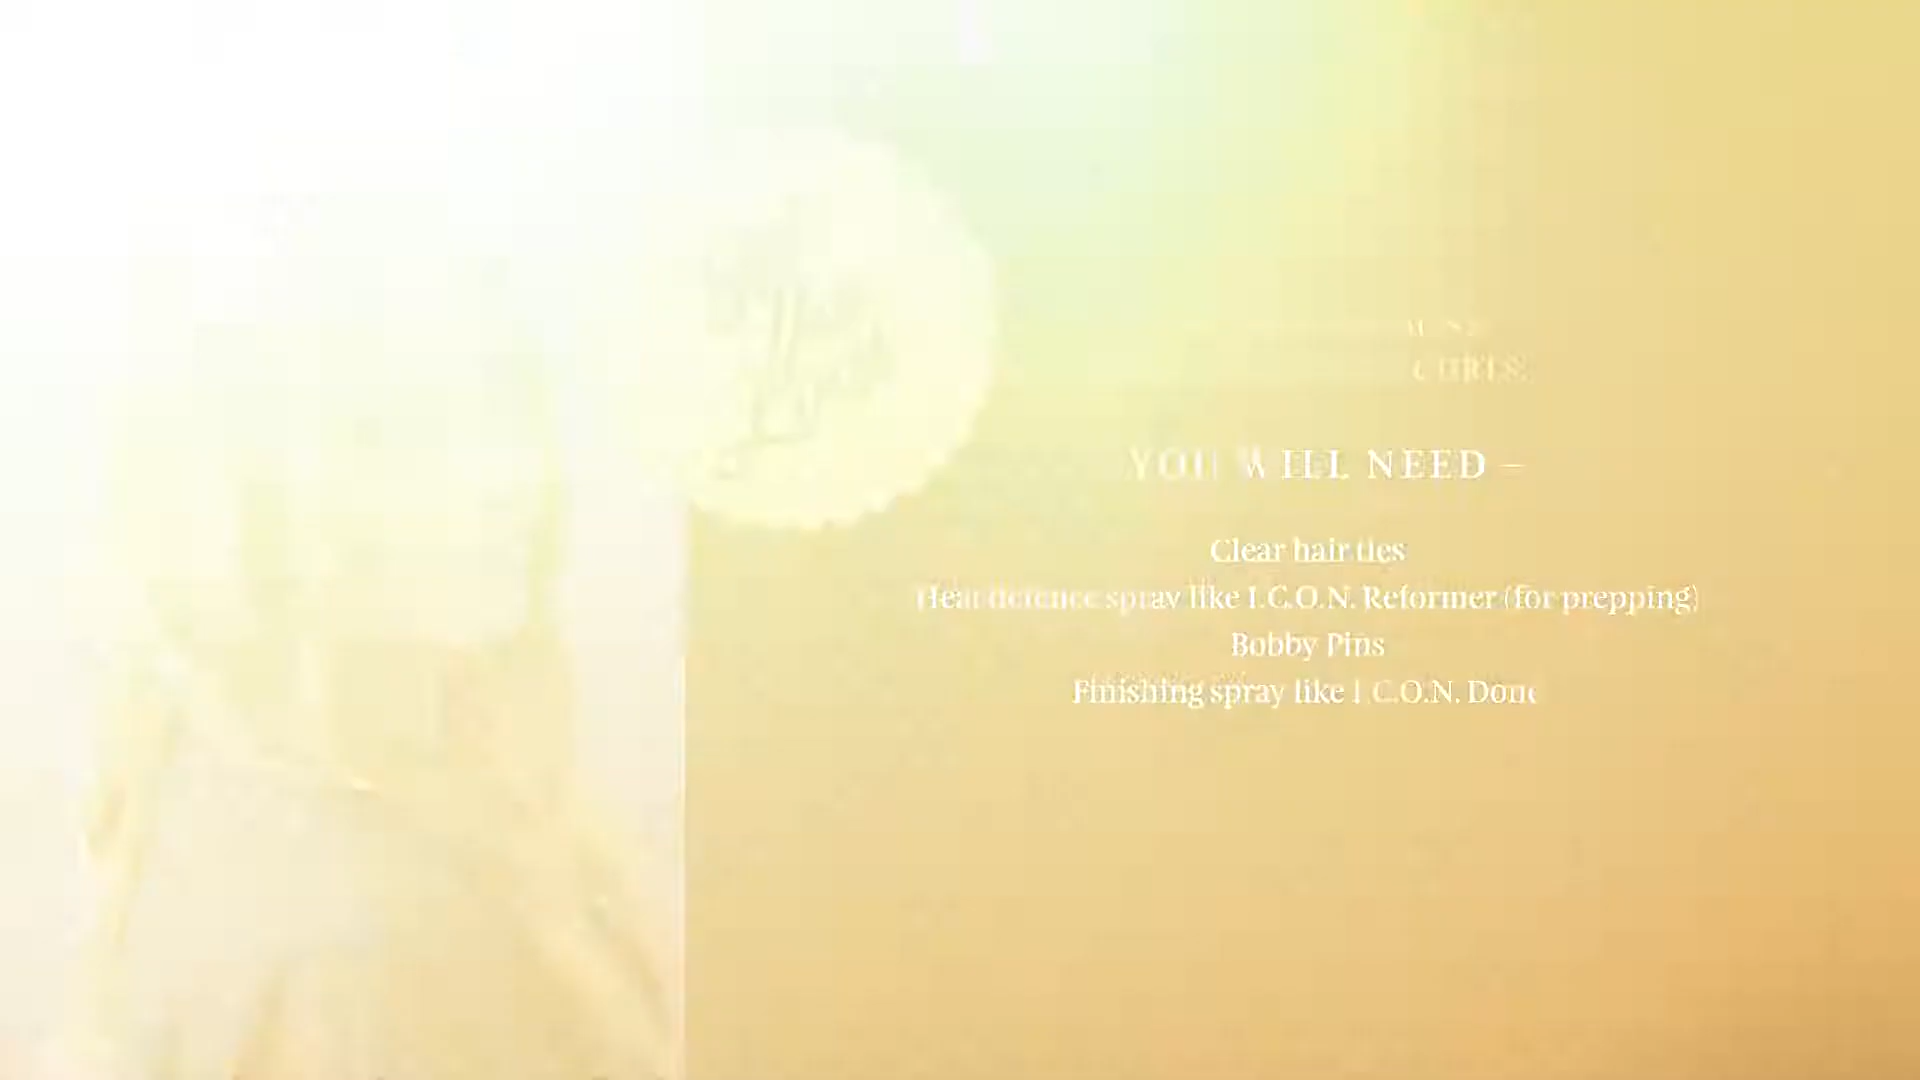 CURLS.
YOU WILL NEED –
Clear hair ties
Heat defence spray like I.C.O.N. Reformer (for prepping)
Bobby Pins
Finishing spray like I.C.O.N. Done